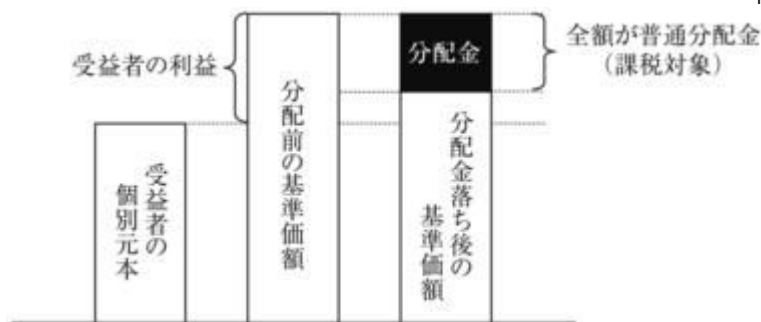 受益者の利益
分配金
全額が普通分配金
（課税対象）
受益者の
個別元本
分配前の基準価額
分配金落ち後の
基準価額